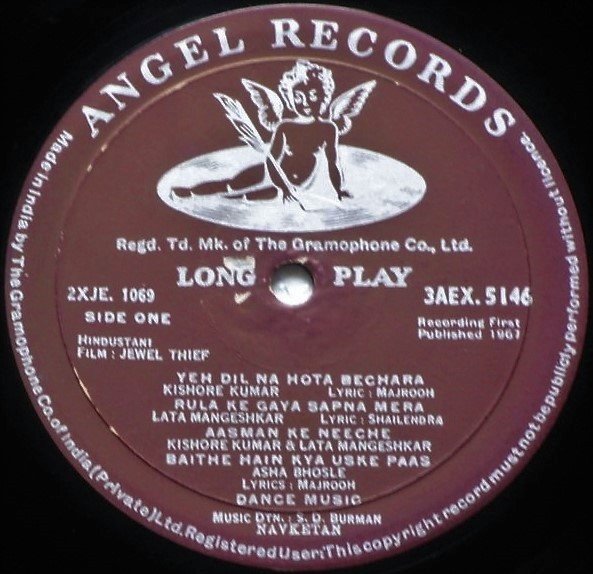 ANGEL RECORDS
Regd. Td. Mk. of The Gramophone Co., Ltd.
LONG PLAY
2XJE. 1069
3AEX. 5146
SIDE ONE
Recording First
Published 1967
HINDUSTANI
FILM : JEWEL THIEF
YEH DIL NA HOTA BECHARA
KISHORE KUMAR LYRIC : MAJROOH
RULA KE GAYA SAPNA MERA
LATA MANGESHKAR LYRIC : SHAILENDRA
AASMAN KE NEECHE
KISHORE KUMAR & LATA MANGESHKAR
BAITHE HAIN KYA USKE PAAS
ASHA BHOSLE
LYRICS : MAJROOH
DANCE MUSIC
MUSIC DTN. : S. D. BURMAN
NAVKETAN
Made in India by The Gramophone Co. of India (Private) Ltd. Registered User: This copyright record must not be publicly performed without licence.